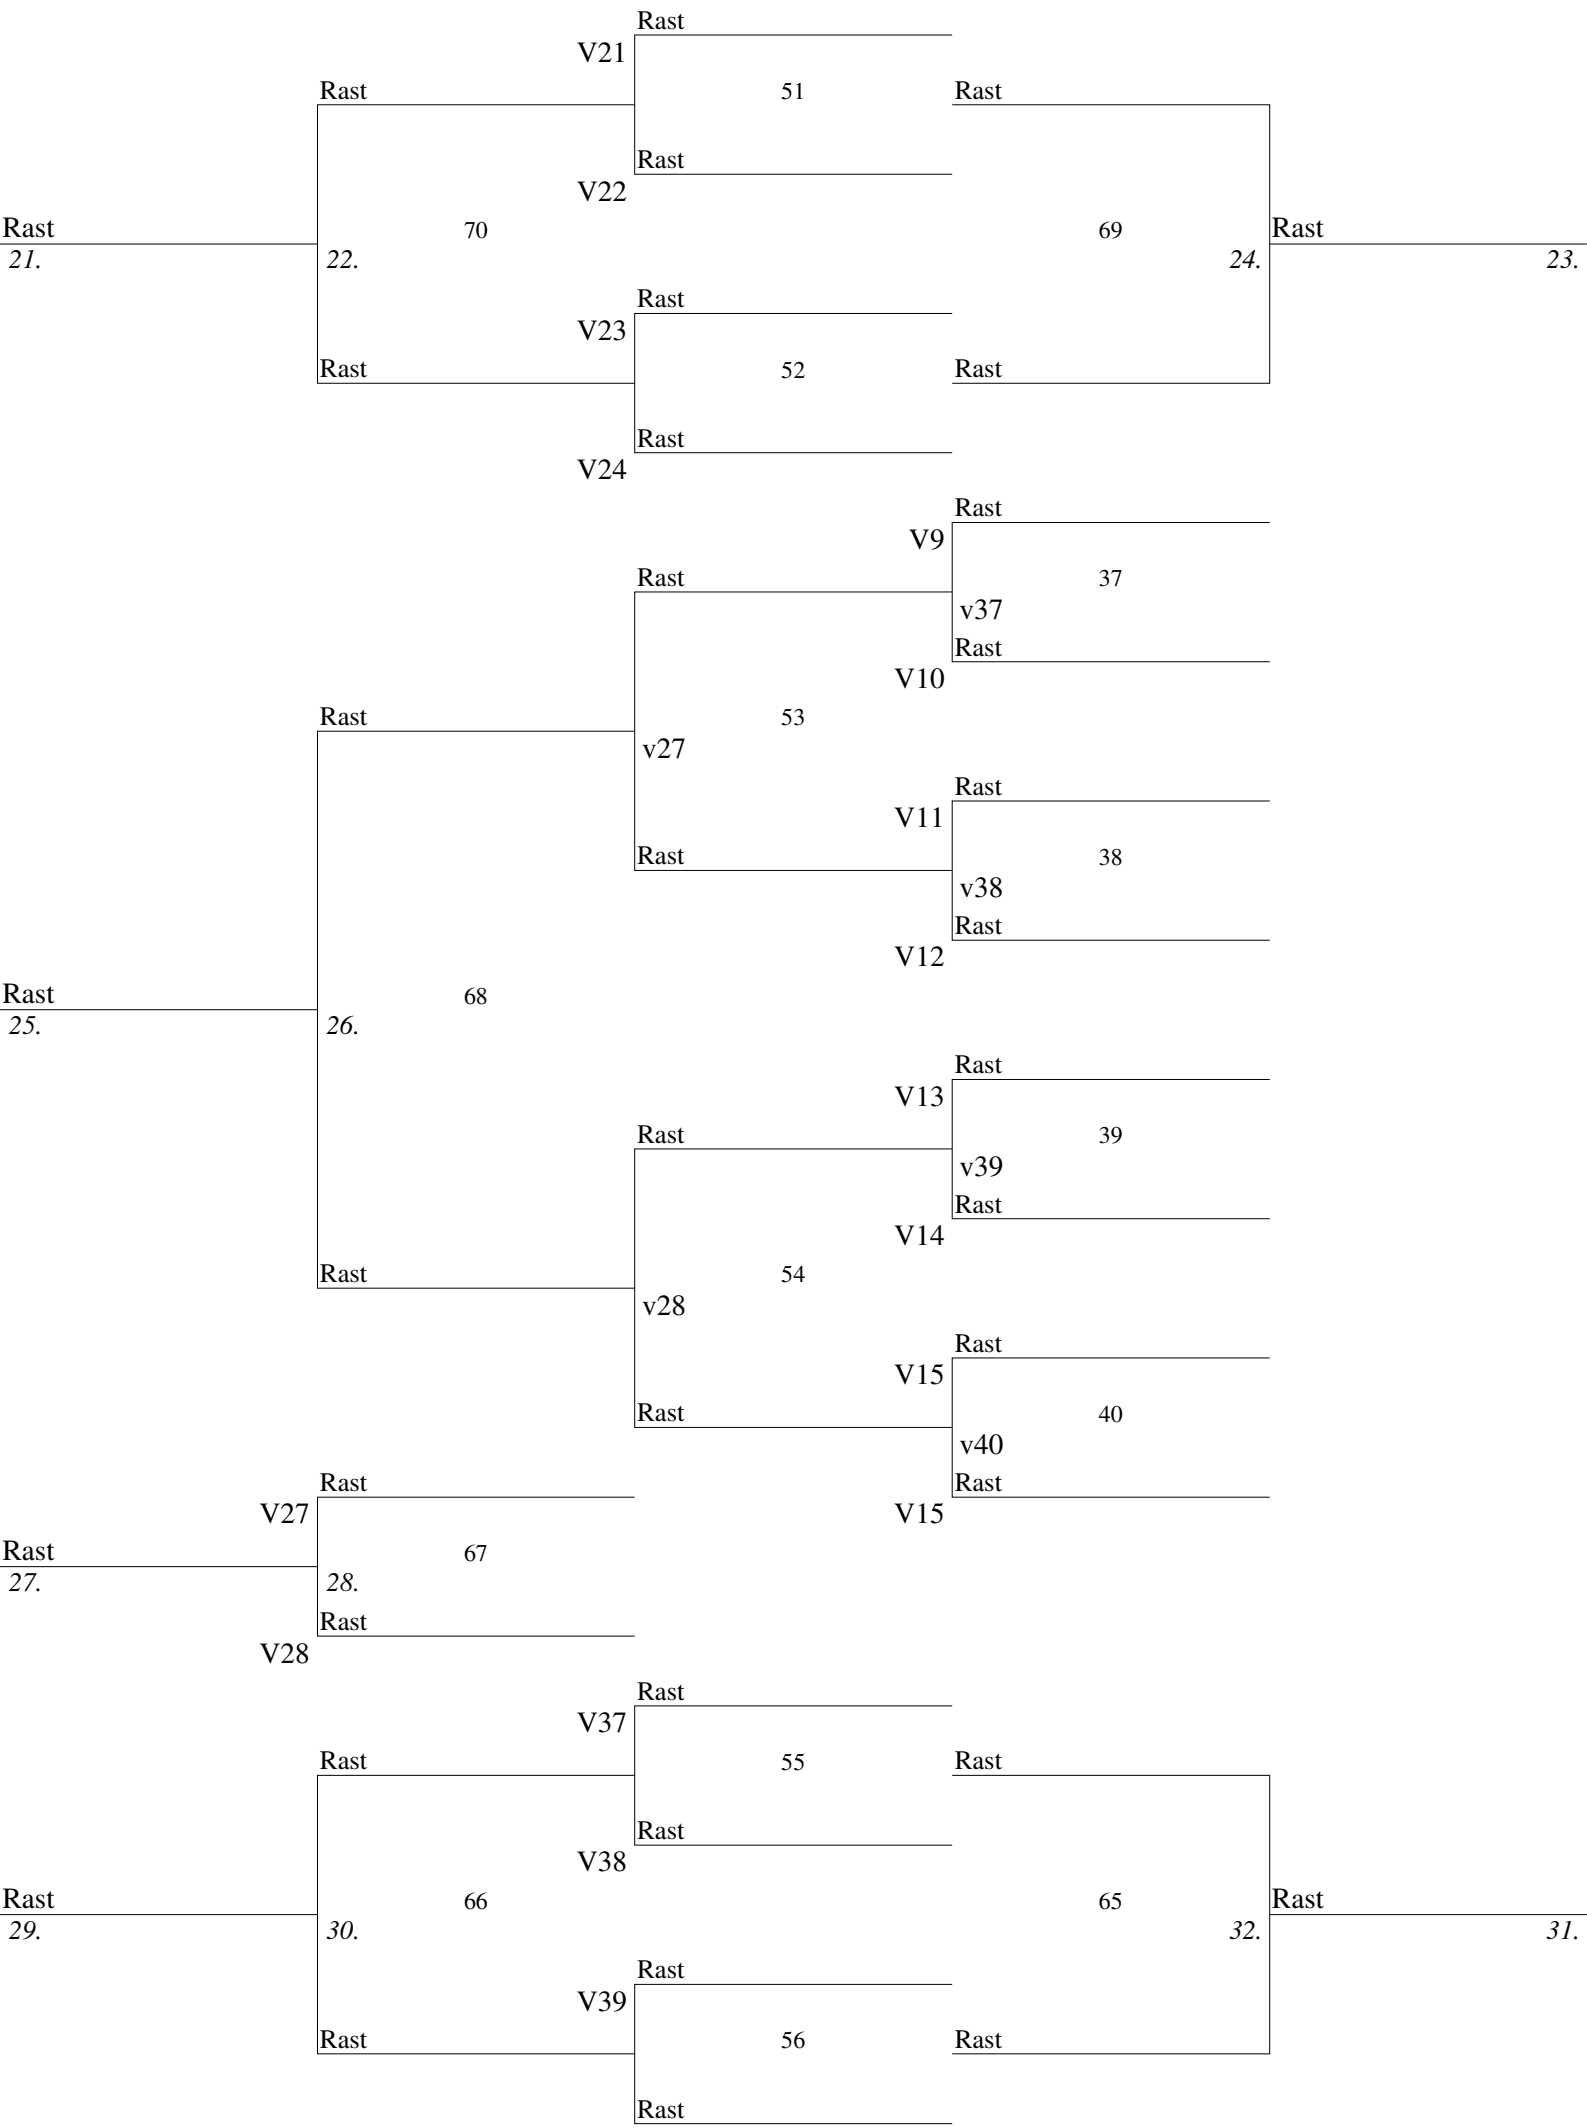 Rast
V21
Rast
51
Rast
Rast
V22
Rast
70
69
Rast
21.
22.
24.
23.
Rast
V23
Rast
52
Rast
Rast
V24
Rast
V9
Rast
37
v37
Rast
V10
Rast
53
v27
Rast
V11
Rast
38
v38
Rast
V12
Rast
68
25.
26.
Rast
V13
Rast
39
v39
Rast
V14
Rast
54
v28
Rast
V15
Rast
40
v40
Rast
Rast
V27
V15
Rast
67
27.
28.
Rast
V28
Rast
V37
Rast
55
Rast
Rast
V38
Rast
66
65
Rast
29.
30.
32.
31.
Rast
V39
Rast
56
Rast
Rast